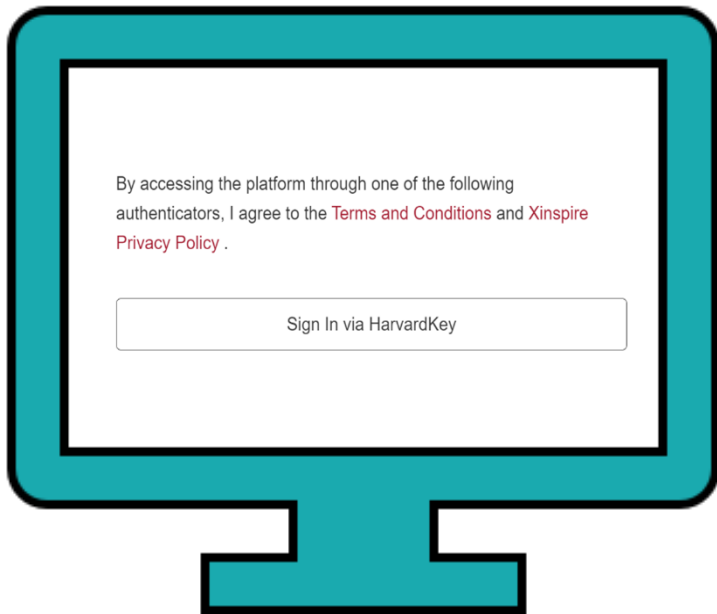 By accessing the platform through one of the following
authenticators, I agree to the Terms and Conditions and Xinspire
Privacy Policy .
Sign In via HarvardKey